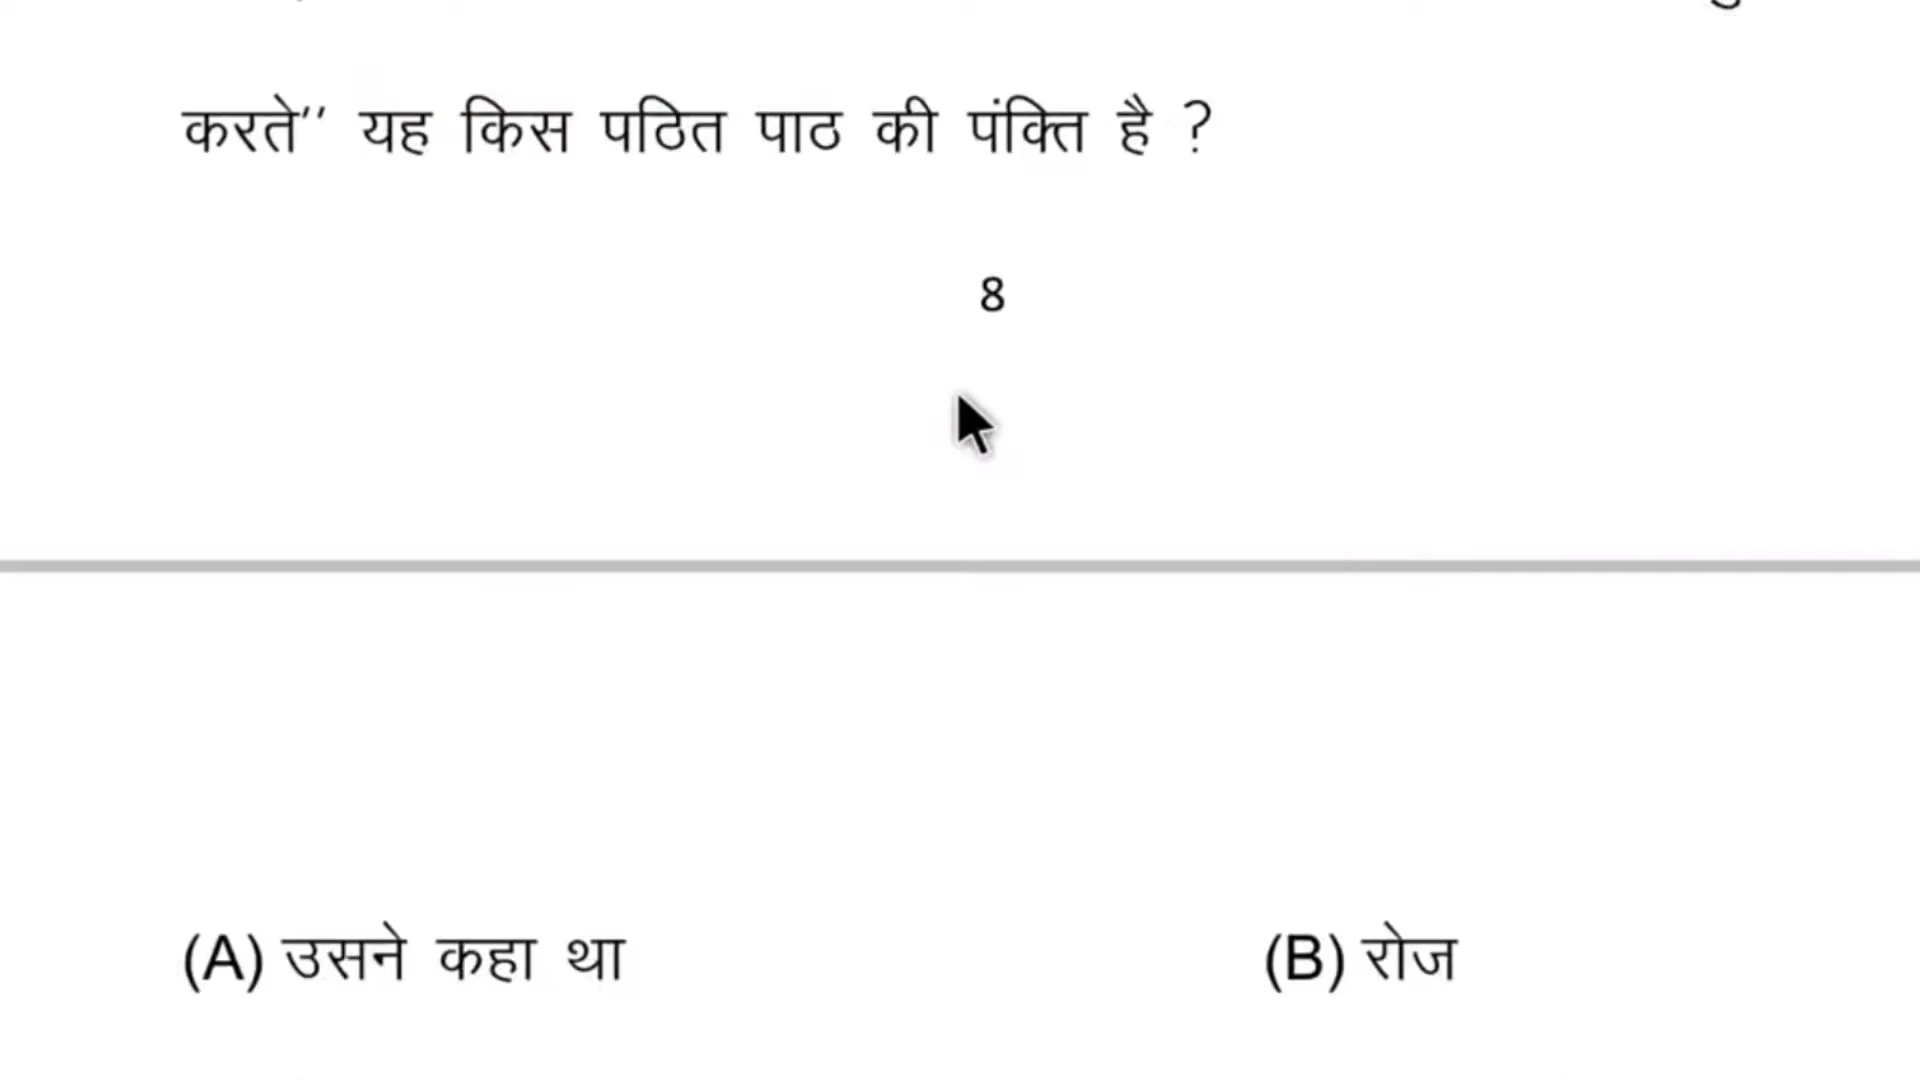 करते’’ यह किस पठित पाठ की पंक्ति है ?
8
(A) उसने कहा था
(B) रोज